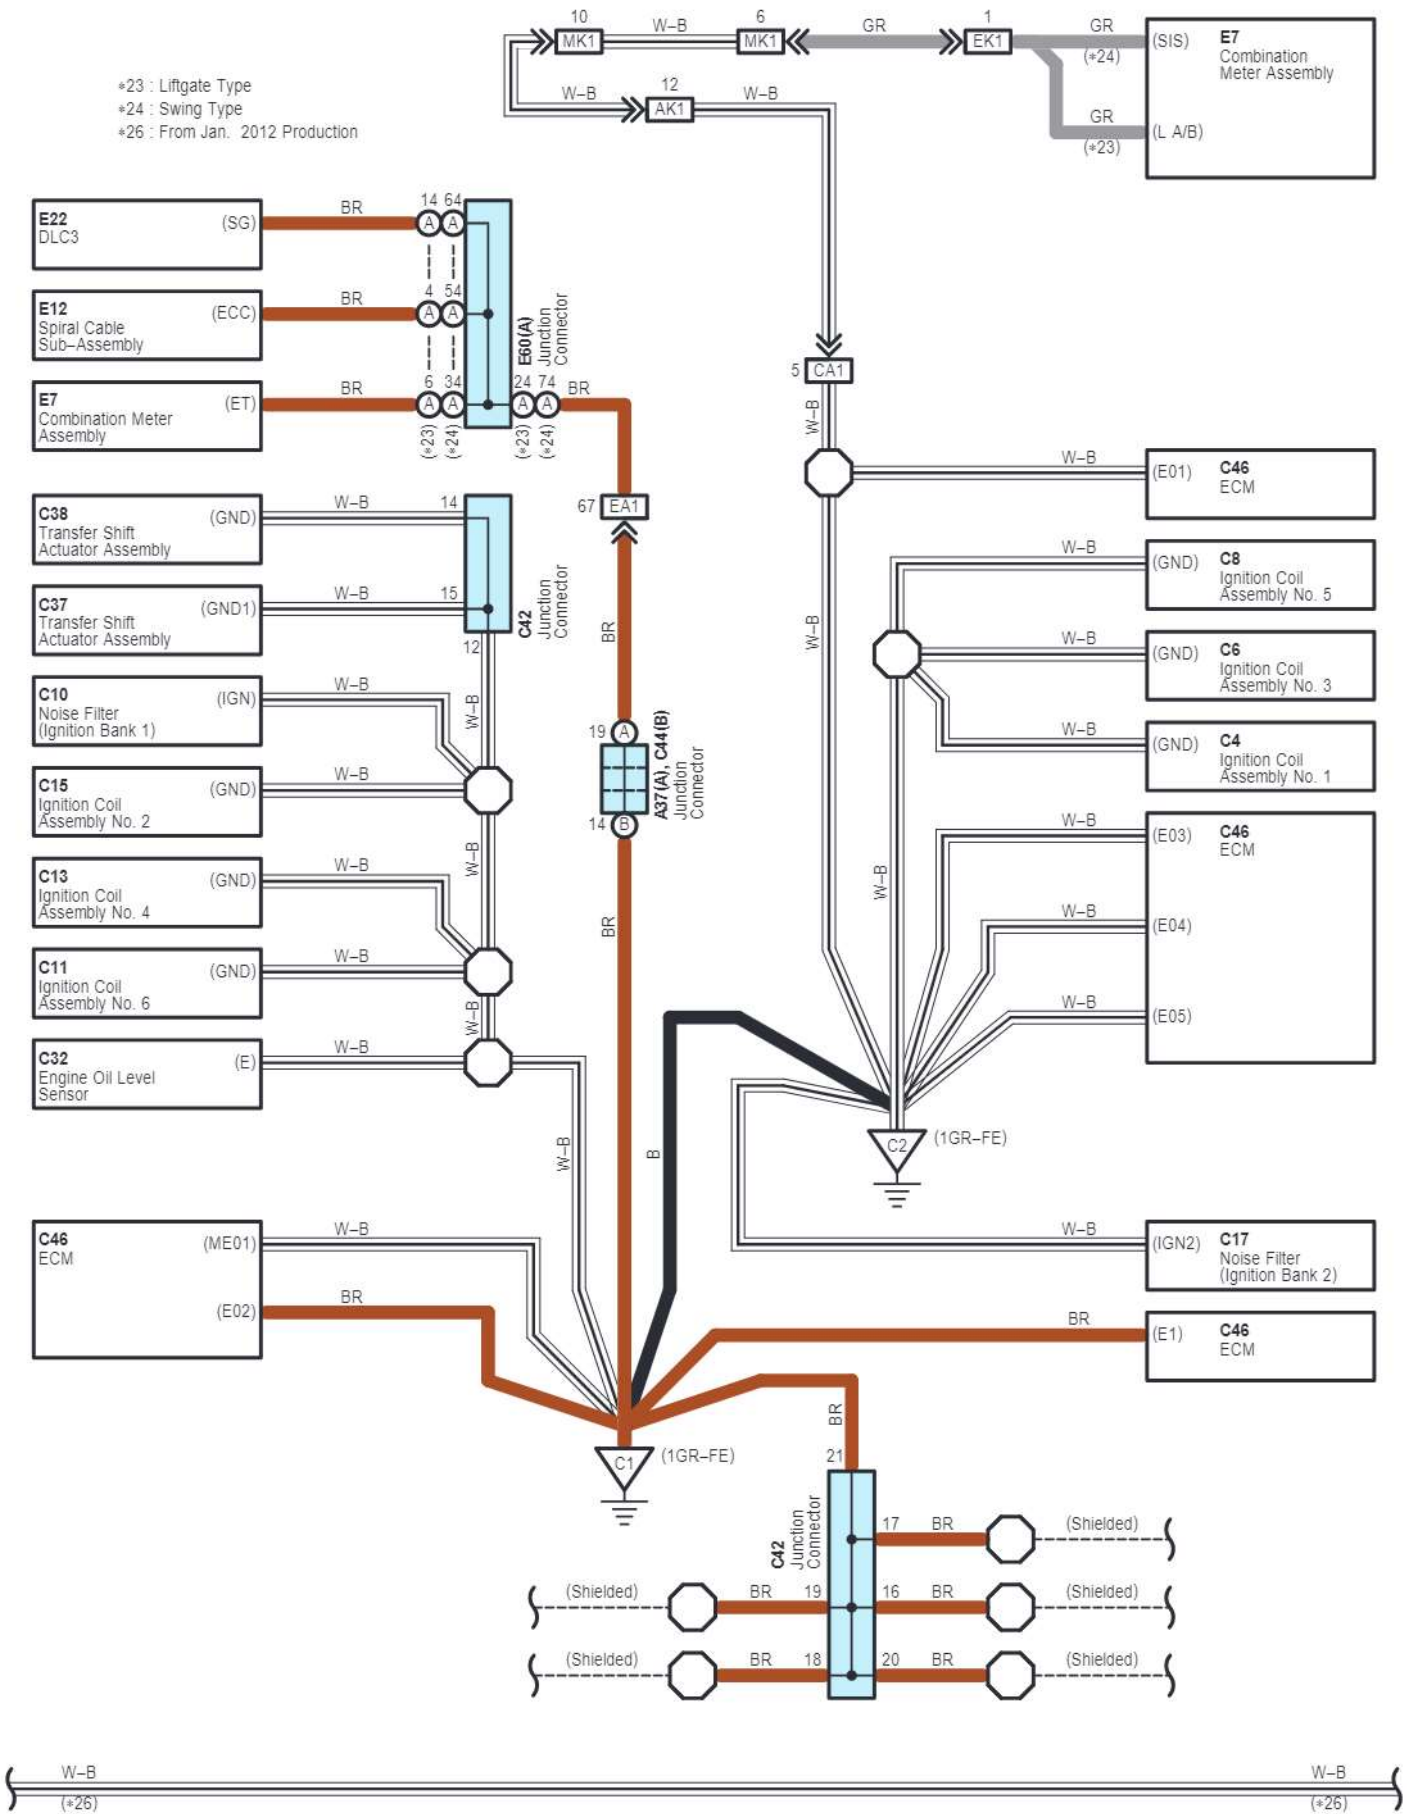 10
W–B
6
GR
1
GR
MK1
MK1
EK1
(SIS)
E7
Combination
Meter Assembly
(*24)
*23 : Liftgate Type
*24 : Swing Type
*26 : From Jan. 2012 Production
W–B
12
AK1
W–B
GR
(L A/B)
(*23)
E22
DLC3
(SG)
BR
14 64
A A
E12
Spiral Cable
Sub–Assembly
(ECC)
BR
4 54
A A
E7
Combination Meter
Assembly
(ET)
BR
6 34
A A
(*23)
(*24)
E60(A)
Junction
Connector
24 74
A A
BR
(*23)
(*24)
5
CA1
W–B
67
EA1
W–B
(E01)
C46
ECM
C38
Transfer Shift
Actuator Assembly
(GND)
W–B
14
C37
Transfer Shift
Actuator Assembly
(GND1)
W–B
15
12
C42
Junction
Connector
BR
W–B
W–B
(GND)
C8
Ignition Coil
Assembly No. 5
W–B
(GND)
C6
Ignition Coil
Assembly No. 3
W–B
(GND)
C4
Ignition Coil
Assembly No. 1
C10
Noise Filter
(Ignition Bank 1)
(IGN)
W–B
W–B
C15
Ignition Coil
Assembly No. 2
(GND)
W–B
W–B
19
A
A37(A), C44(B)
Junction
Connector
14
B
C13
Ignition Coil
Assembly No. 4
(GND)
W–B
C11
Ignition Coil
Assembly No. 6
(GND)
W–B
W–B
BR
W–B
W–B
(E03)
C46
ECM
W–B
(E04)
W–B
(E05)
C32
Engine Oil Level
Sensor
(E)
W–B
W–B
B
C2
(1GR–FE)
C46
ECM
(ME01)
W–B
(E02)
BR
W–B
(IGN2)
C17
Noise Filter
(Ignition Bank 2)
BR
(E1)
C46
ECM
C1
(1GR–FE)
BR
21
C42
Junction
Connector
17
BR
(Shielded)
(Shielded)
BR
19
16
BR
(Shielded)
(Shielded)
BR
18
20
BR
(Shielded)
W–B
(*26)
W–B
(*26)